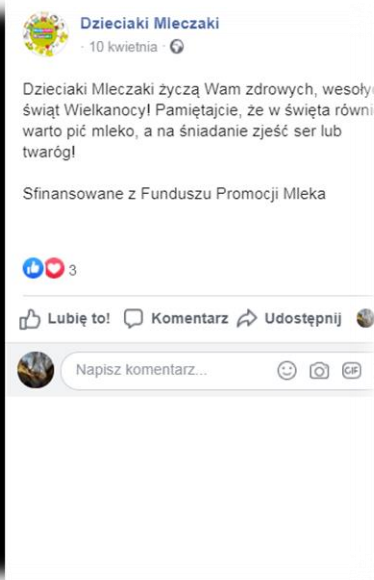 Dzieciaki Mleczaki
· 10 kwietnia ·
Dzieciaki Mleczaki życzą Wam zdrowych,
świąt Wielkanocy! Pamiętajcie, że w święta
warto pić mleko, a na śniadanie zjeść ser lub
twaróg!
Sfinansowane z Funduszu Promocji Mleka
3
Lubię to! Komentarz Udostępnij
Napisz komentarz...
GIF